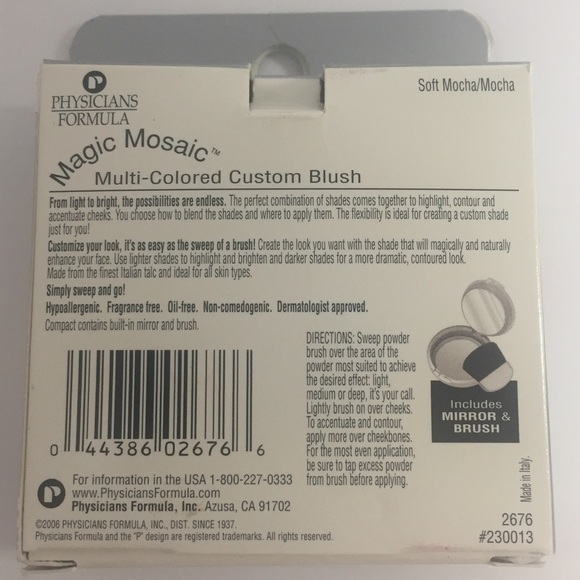 PHYSICIANS
FORMULA
Soft Mocha/Mocha
Magic Mosaic™
Multi-Colored Custom Blush
From light to bright, the possibilities are endless. The perfect combination of shades comes together to highlight, contour and
accentuate cheeks. You choose how to blend the shades and where to apply them. The flexibility is ideal for creating a custom shade
just for you!
Customize your look, it's as easy as the sweep of a brush! Create the look you want with the shade that will magically and naturally
enhance your face. Use lighter shades to highlight and brighten and darker shades for a more dramatic, contoured look.
Made from the finest Italian talc and ideal for all skin types.
Simply sweep and go!
Hypoallergenic. Fragrance free. Oil-free. Non-comedogenic. Dermatologist approved.
Compact contains built-in mirror and brush.
DIRECTIONS: Sweep powder
brush over the area of the
powder most suited to achieve
the desired effect: light,
medium or deep, it's your call.
Lightly brush on over cheeks.
To accentuate and contour,
apply more over cheekbones.
For the most even application,
be sure to tap excess powder
from brush before applying.
Includes
MIRROR &
BRUSH
0 44386 02676 6
For information in the USA 1-800-227-0333
www.PhysiciansFormula.com
Physicians Formula, Inc. Azusa, CA 91702
©2006 PHYSICIANS FORMULA, INC., DIST. SINCE 1937.
Physicians Formula and the "P" design are registered trademarks. All rights reserved.
Made in Italy.
2676
#230013